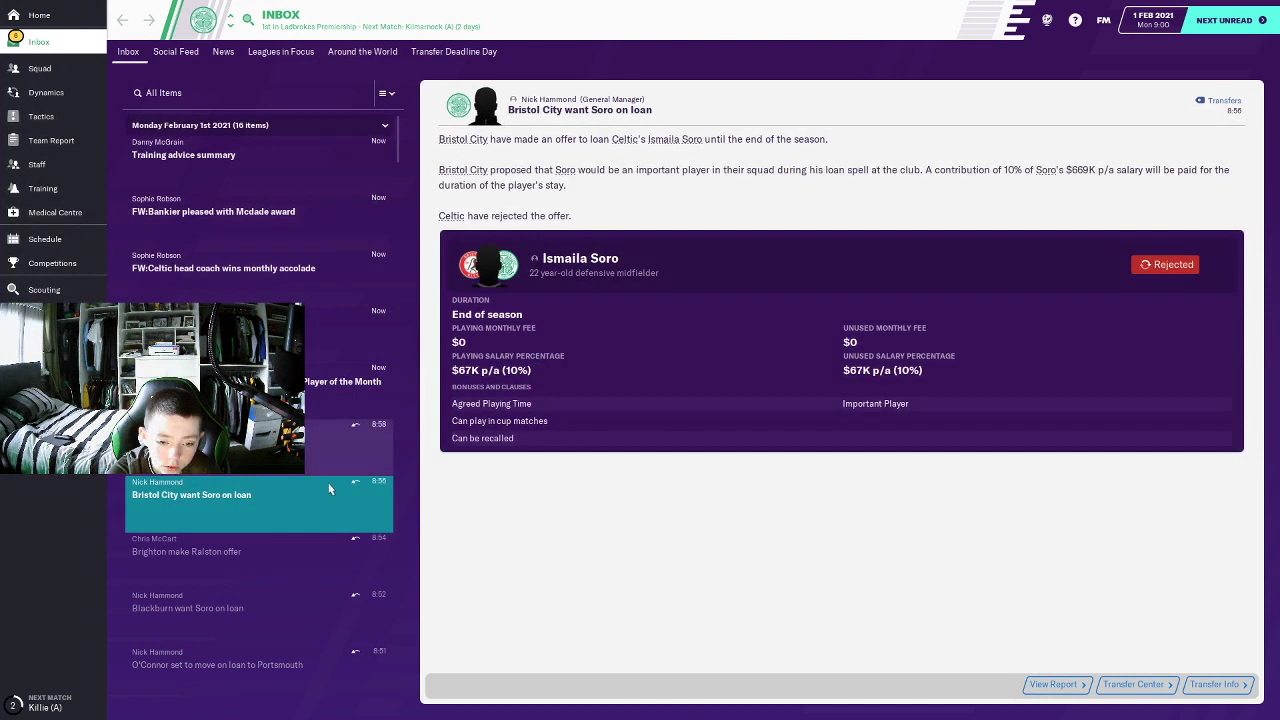 INBOX
1st in Ladbrokes Premiership - Next Match: Kilmarnock (A) (2 days)
FM
1 FEB 2021
Mon 9:00
NEXT UNREAD
6
Inbox
Squad
Dynamics
Tactics
Team Report
Staff
Training
Medical Centre
Schedule
Competitions
Scouting
2
NEXT MATCH
Killie (A)
Inbox
Social Feed
News
Leagues in Focus
Around the World
Transfer Deadline Day
All Items
Monday February 1st 2021 (16 items)
Danny McGrain
Now
Training advice summary
Sophie Robson
Now
FW:Bankier pleased with Mcdade award
Sophie Robson
Now
FW:Celtic head coach wins monthly accolade
Now
Now
Player of the Month
8:58
Nick Hammond
8:56
Bristol City want Soro on loan
Chris McCart
8:54
Brighton make Ralston offer
Nick Hammond
8:52
Blackburn want Soro on loan
Nick Hammond
8:51
O'Connor set to move on loan to Portsmouth
Nick Hammond (General Manager)
Bristol City want Soro on loan
Transfers
8:56
Bristol City have made an offer to loan Celtic's Ismaila Soro until the end of the season.
Bristol City proposed that Soro would be an important player in their squad during his loan spell at the club. A contribution of 10% of Soro's $669K p/a salary will be paid for the
duration of the player's stay.
Celtic have rejected the offer.
Ismaila Soro
22 year-old defensive midfielder
Rejected
DURATION
End of season
PLAYING MONTHLY FEE
$0
UNUSED MONTHLY FEE
$0
PLAYING SALARY PERCENTAGE
$67K p/a (10%)
UNUSED SALARY PERCENTAGE
$67K p/a (10%)
BONUSES AND CLAUSES
Agreed Playing Time
Important Player
Can play in cup matches
Can be recalled
View Report
Transfer Center
Transfer Info